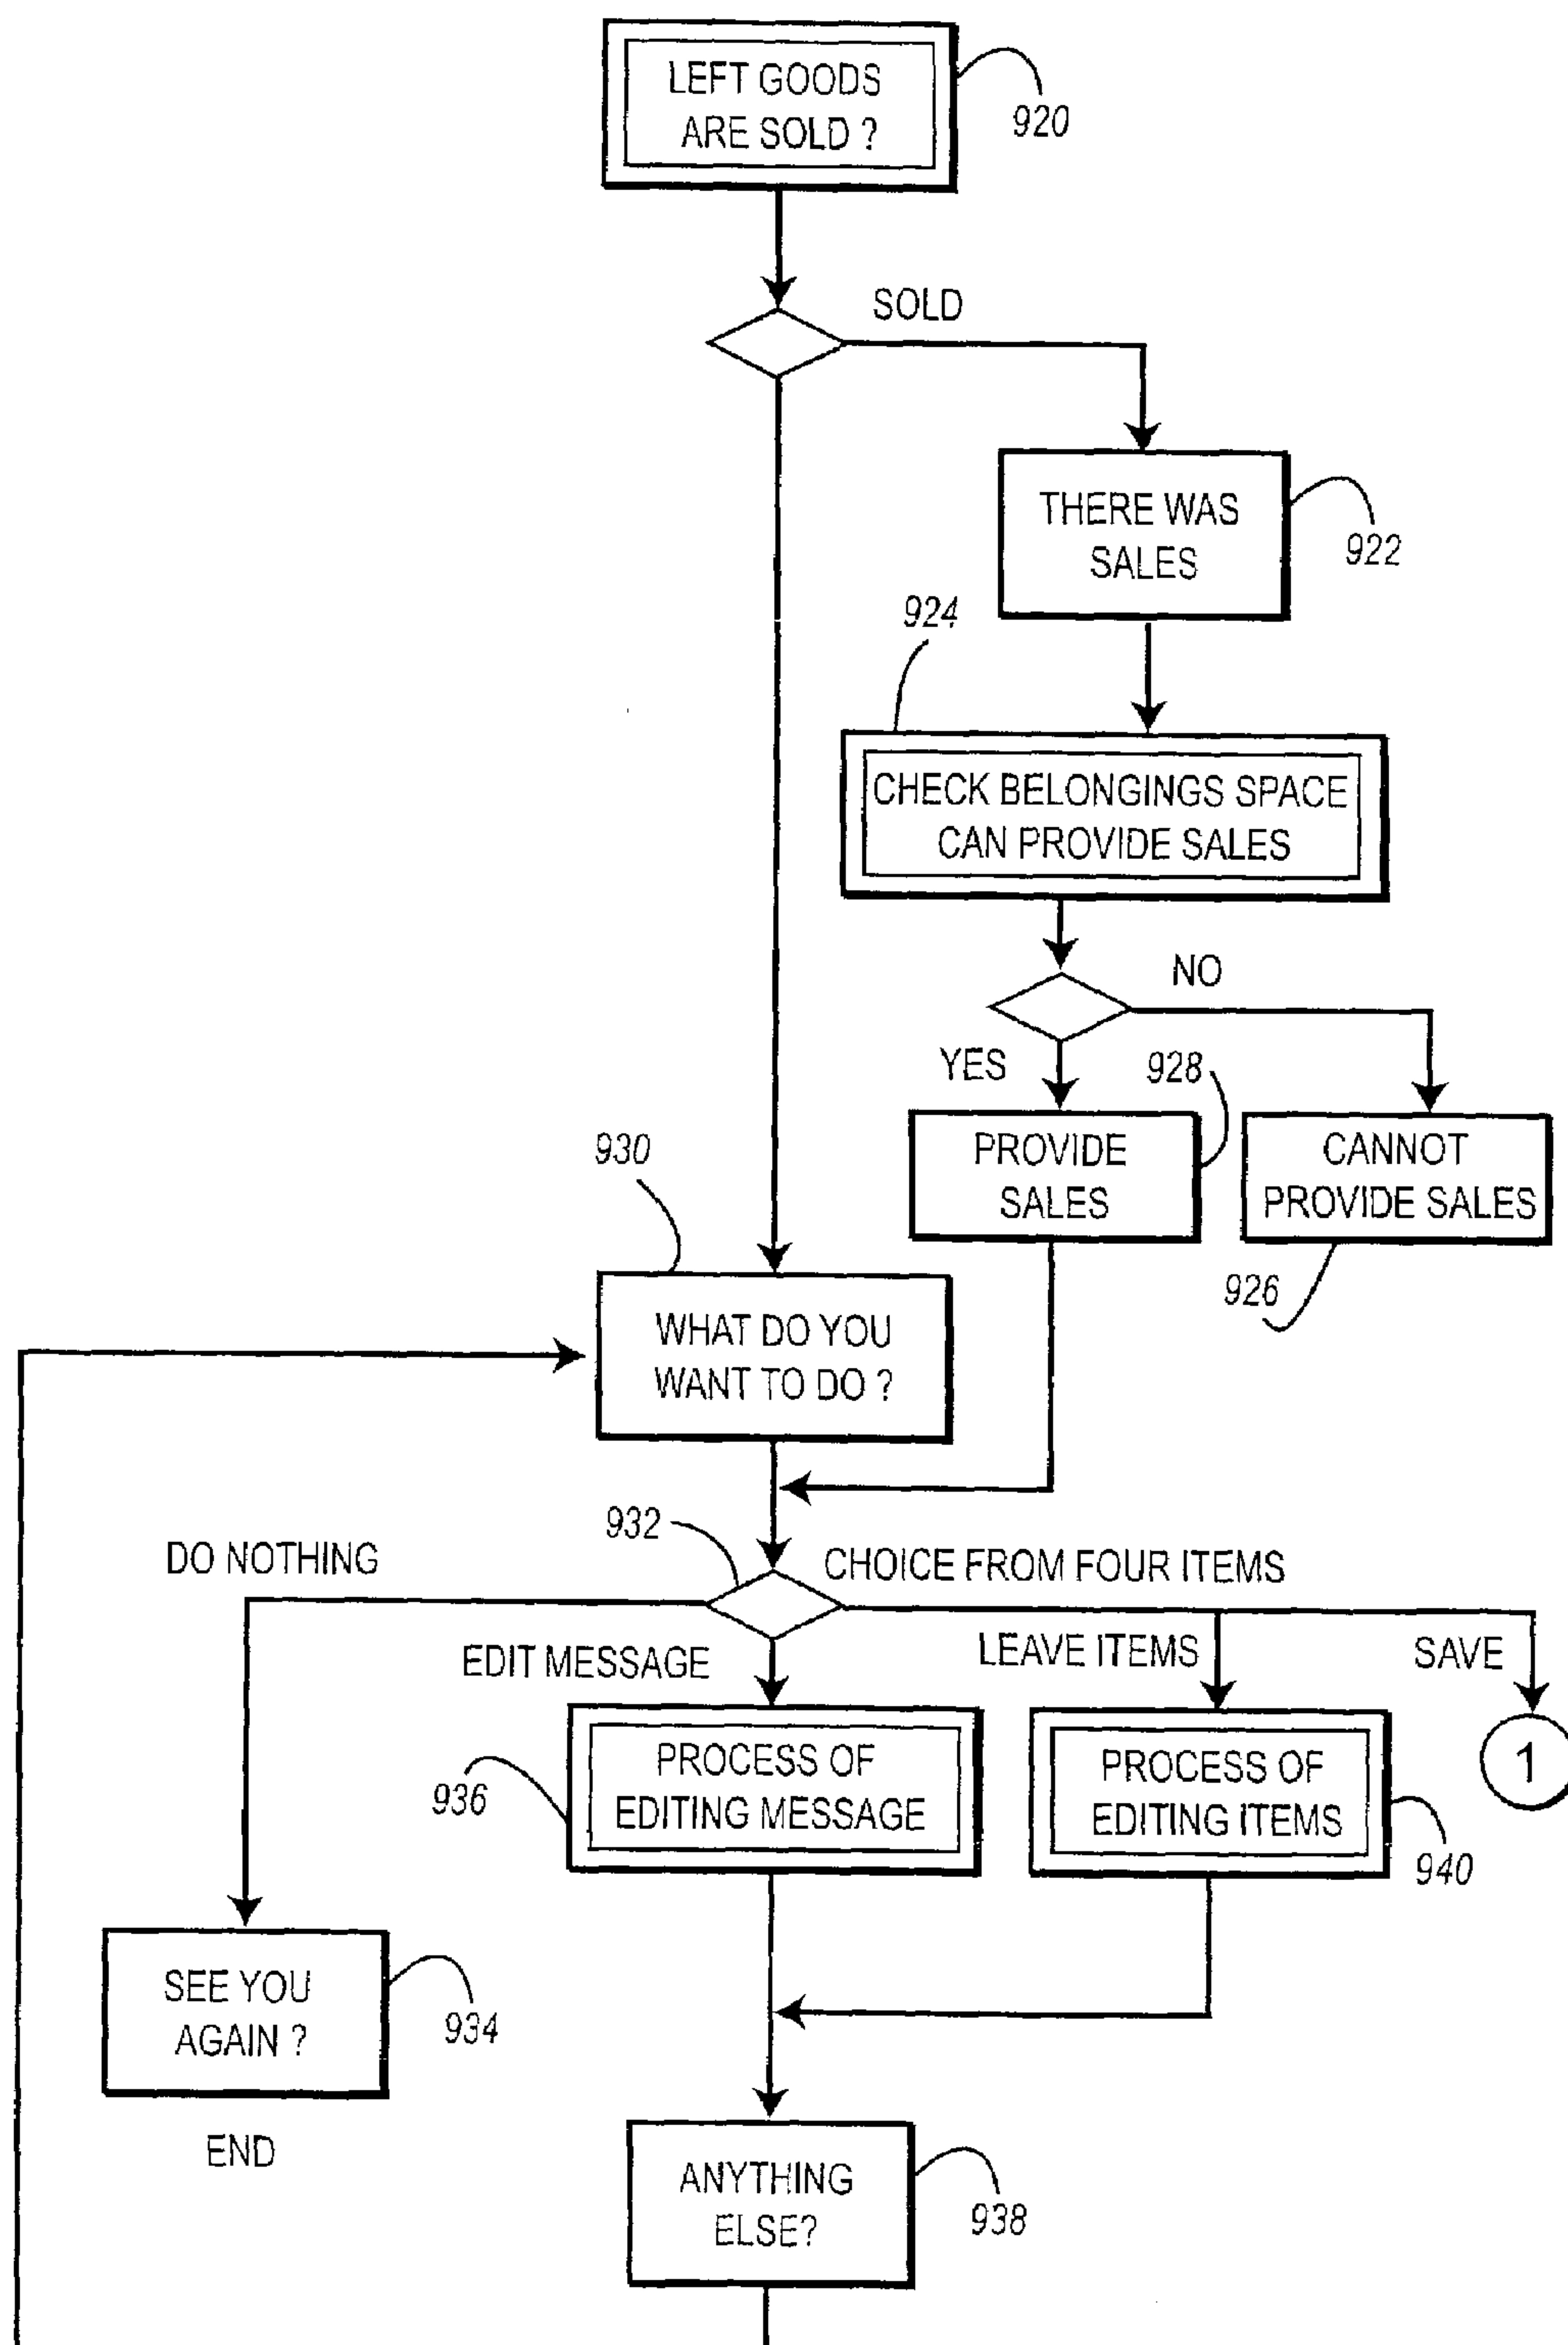 LEFT GOODS
ARE SOLD ?
920
SOLD
THERE WAS
SALES
922
924
CHECK BELONGINGS SPACE
CAN PROVIDE SALES
NO
YES
928
PROVIDE
SALES
CANNOT
PROVIDE SALES
926
930
WHAT DO YOU
WANT TO DO ?
932
DO NOTHING
CHOICE FROM FOUR ITEMS
EDIT MESSAGE
LEAVE ITEMS
SAVE
1
PROCESS OF
EDITING MESSAGE
936
PROCESS OF
EDITING ITEMS
940
SEE YOU
AGAIN ?
934
END
ANYTHING
ELSE?
938